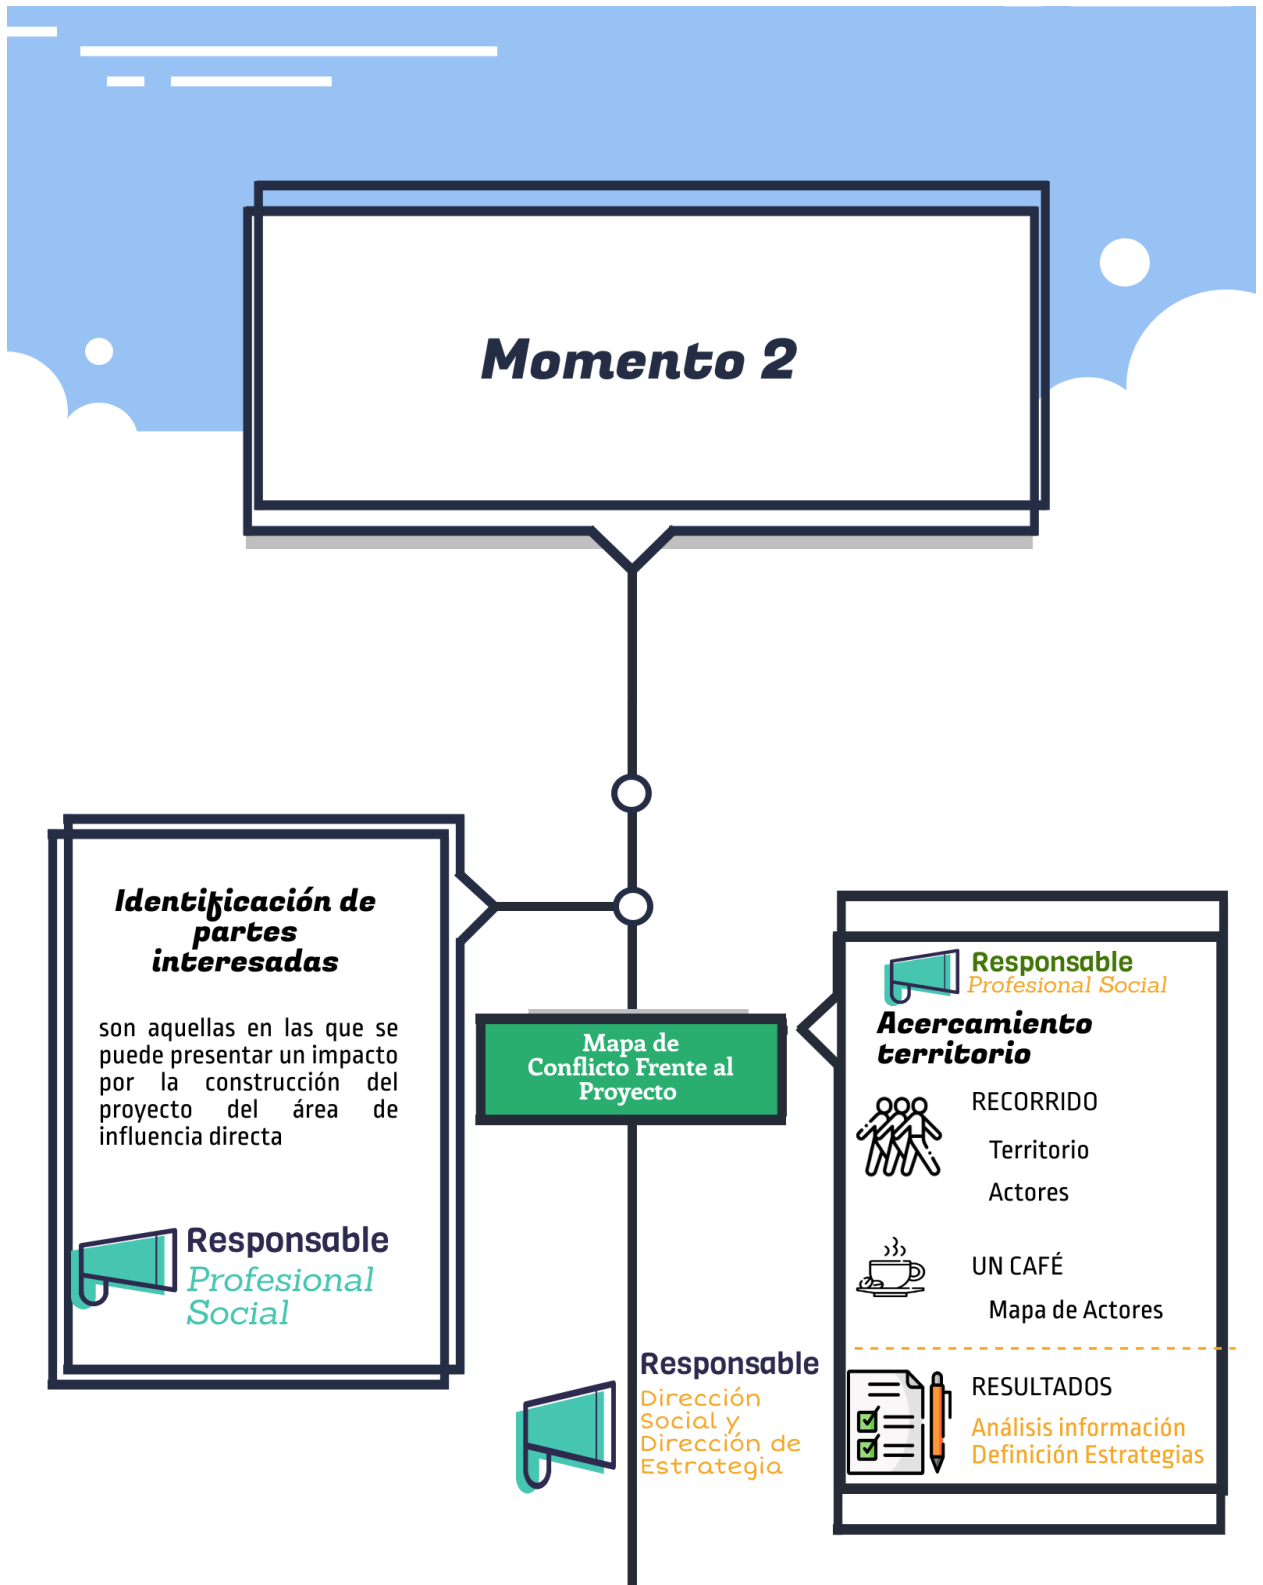 Momento 2
Identificación de
partes
interesadas
son aquellas en las que se
puede presentar un impacto
por la construcción del
proyecto del área de
influencia directa
Responsable
Profesional
Social
Mapa de
Conflicto Frente al
Proyecto
Responsable
Dirección
Social y
Dirección de
Estrategia
Responsable
Profesional Social
Acercamiento
territorio
RECORRIDO
Territorio
Actores
UN CAFÉ
Mapa de Actores
RESULTADOS
Análisis información
Definición Estrategias